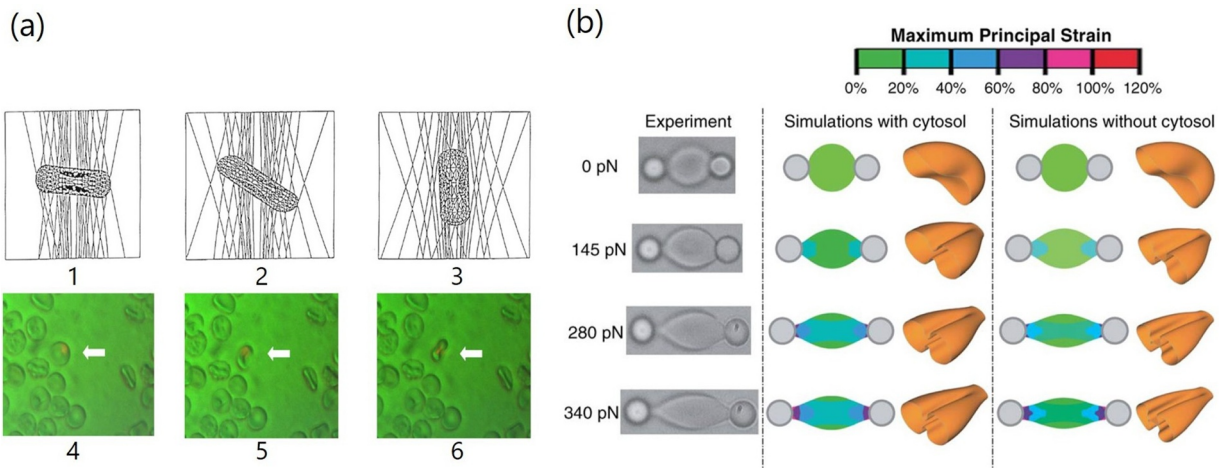 (a)
1
2
3
4
5
6
(b)
Maximum Principal Strain
0% 20% 40% 60% 80% 100% 120%
Experiment
Simulations with cytosol
Simulations without cytosol
0 pN
145 pN
280 pN
340 pN